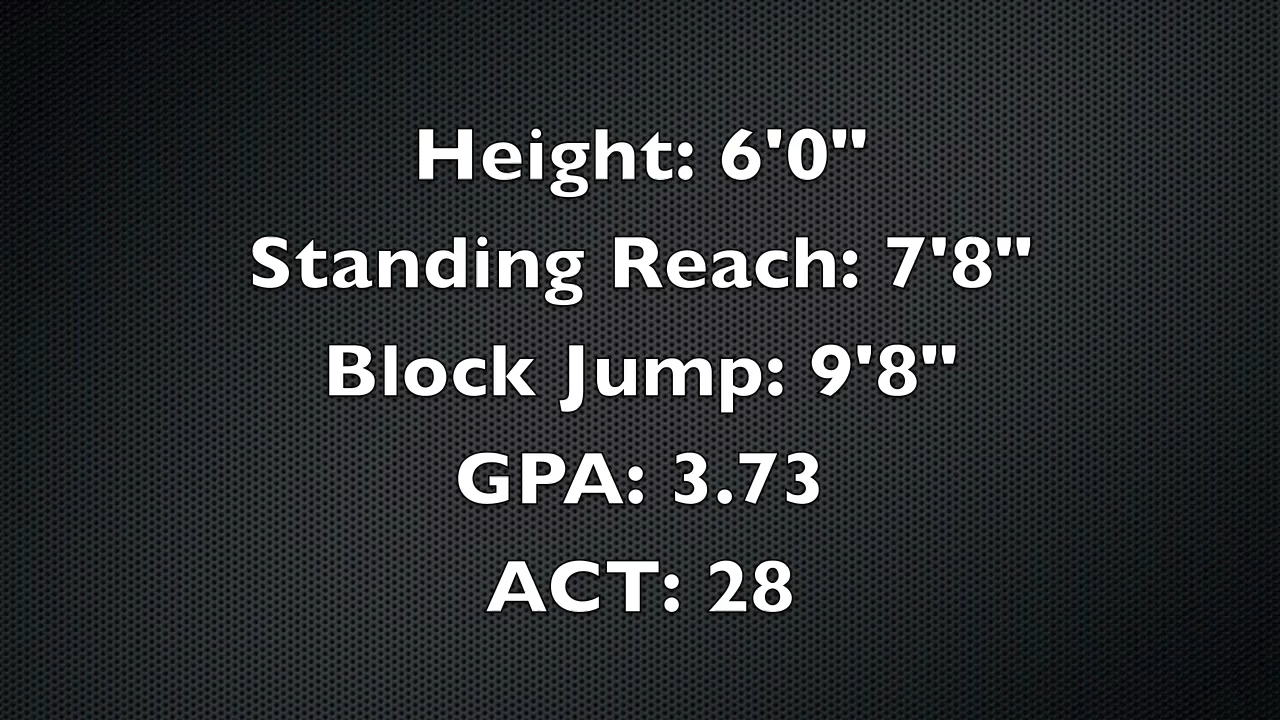 Height: 6'0"
Standing Reach: 7'8"
Block Jump: 9'8"
GPA: 3.73
ACT: 28